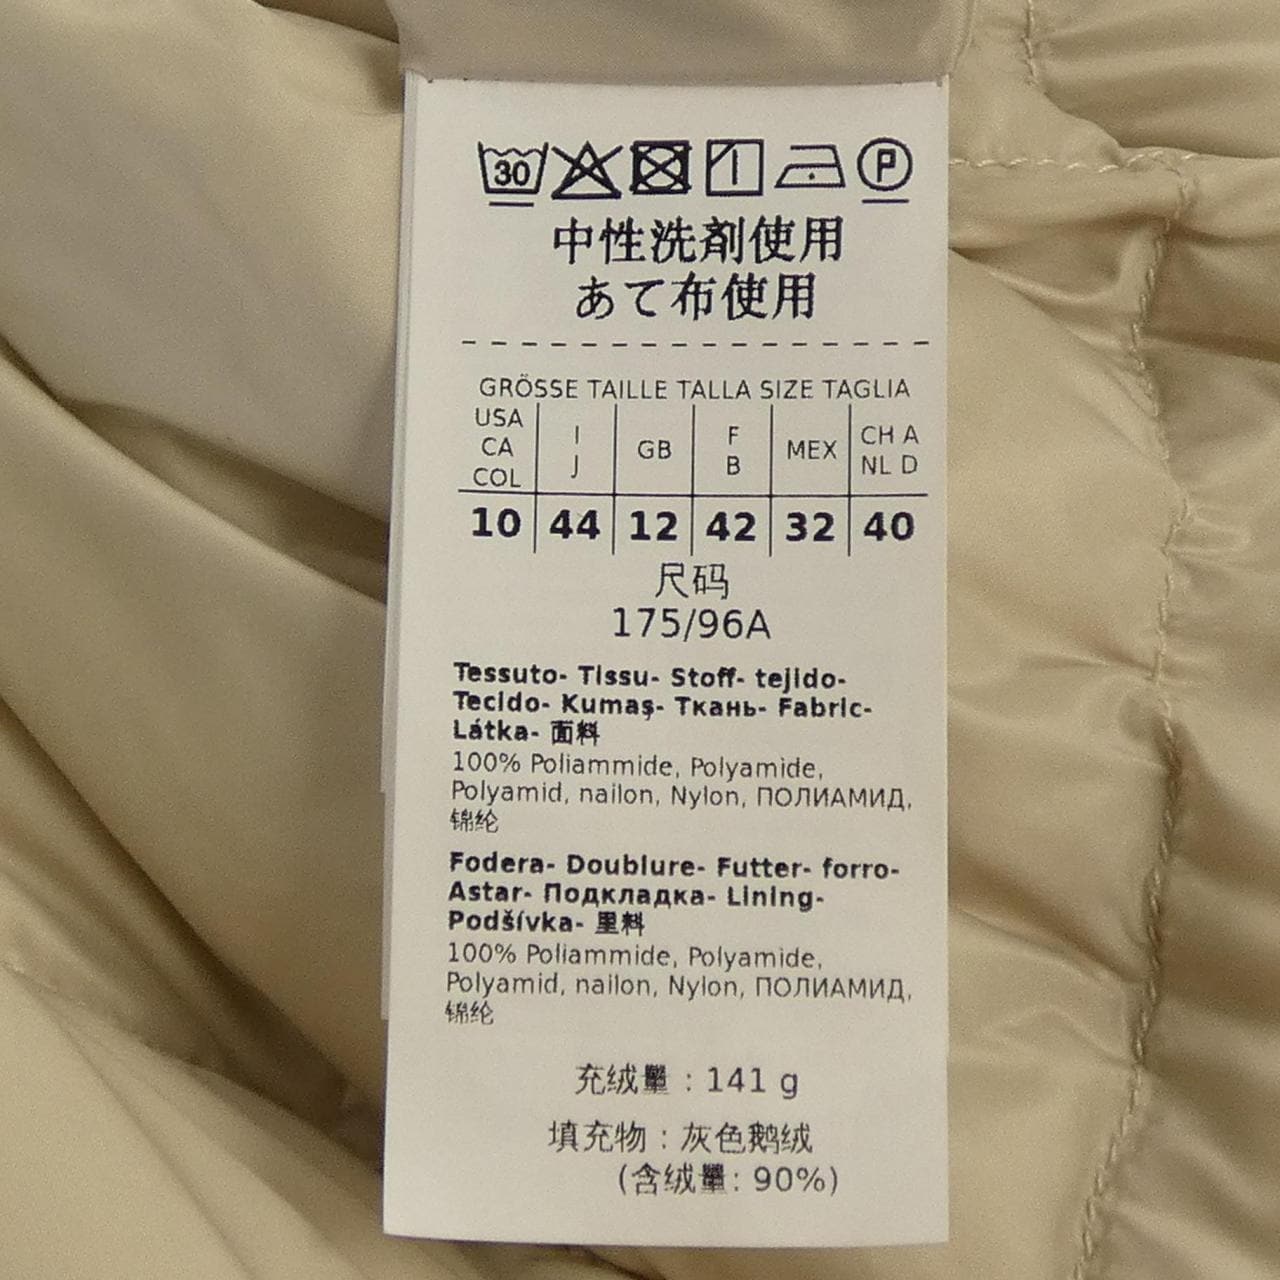 30 P
中性洗剤使用
あて布使用
GRÖSSE TAILLE TALLA SIZE TAGLIA
USA CA COL I J GB F B MEX CH A NL D
10 44 12 42 32 40
尺码
175/96A
Tessuto- Tissu- Stoff- tejido-
Tecido- Kumaş- Ткань- Fabric-
Látka- 面料
100% Poliammide, Polyamide,
Polyamid, nailon, Nylon, ПОЛИАМИД,
锦纶
Fodera- Doublure- Futter- forro-
Astar- Подкладка- Lining-
Podšívka- 里料
100% Poliammide, Polyamide,
Polyamid, nailon, Nylon, ПОЛИАМИД,
锦纶
充绒量 : 141 g
填充物 : 灰色鹅绒
(含绒量: 90%)